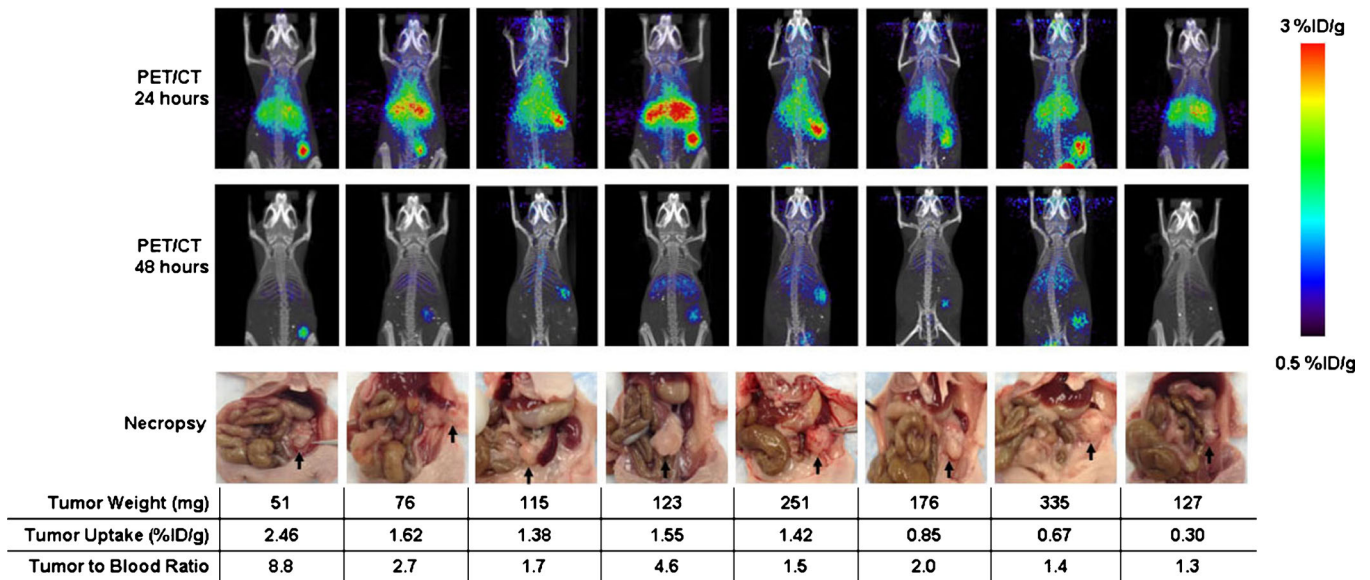 3 %ID/g
PET/CT
24 hours
PET/CT
48 hours
0.5 %ID/g
Necropsy
Tumor Weight (mg) 51 76 115 123 251 176 335 127
Tumor Uptake (%ID/g) 2.46 1.62 1.38 1.55 1.42 0.85 0.67 0.30
Tumor to Blood Ratio 8.8 2.7 1.7 4.6 1.5 2.0 1.4 1.3